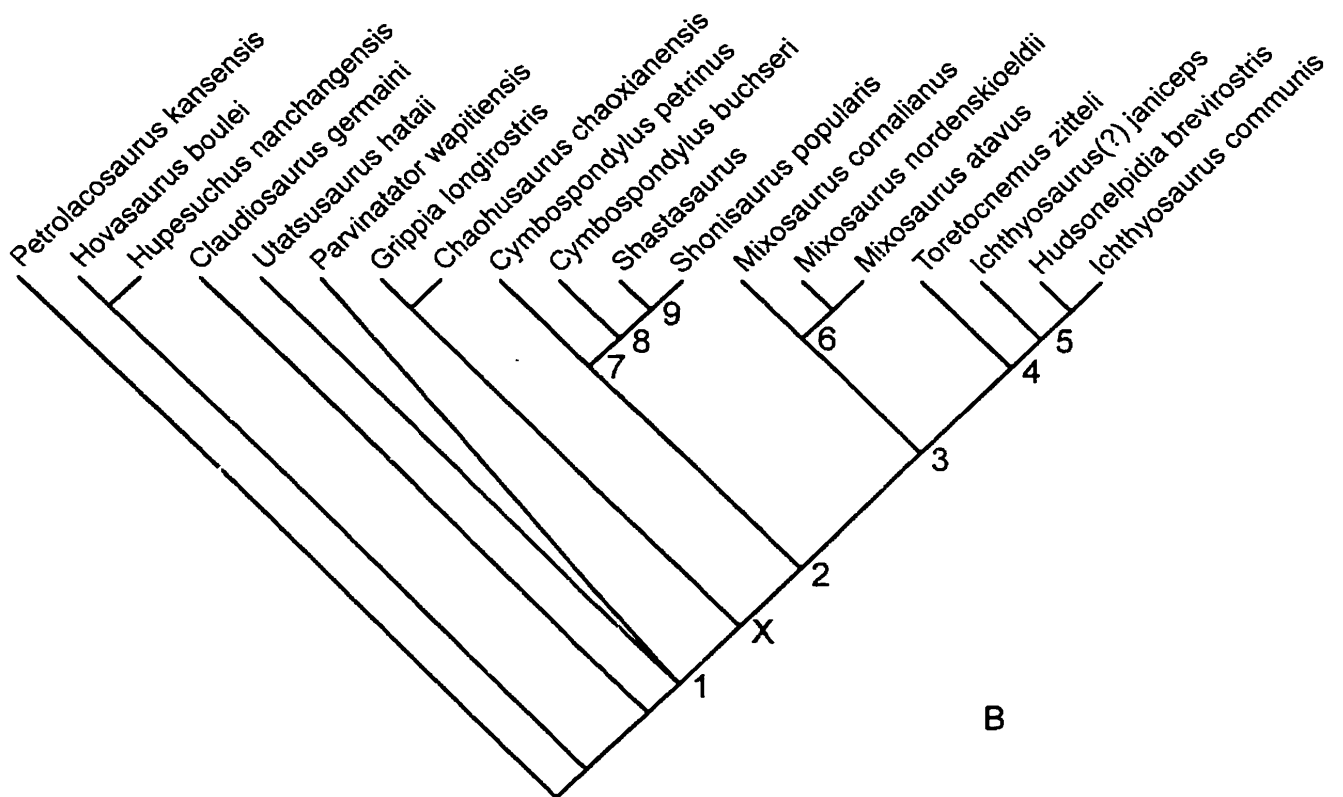 Petrolacosaurus kansensis
Hovasaurus boulei
Hupesuchus nanchangensis
Claudiosaurus germaini
Utatsusaurus hataii
Parvinatator wapitiensis
Grippia longirostris
Chaohusaurus chaoxianensis
Cymbospondylus petrinus
Cymbospondylus buchseri
Shastasaurus
Shonisaurus popularis
Mixosaurus cornalianus
Mixosaurus nordenskioeldii
Mixosaurus atavus
Toretocnemus zitteli
Ichthyosaurus(?) janiceps
Hudsonelpidia brevirostris
Ichthyosaurus communis
9
8
7
6
5
4
3
2
X
1
B